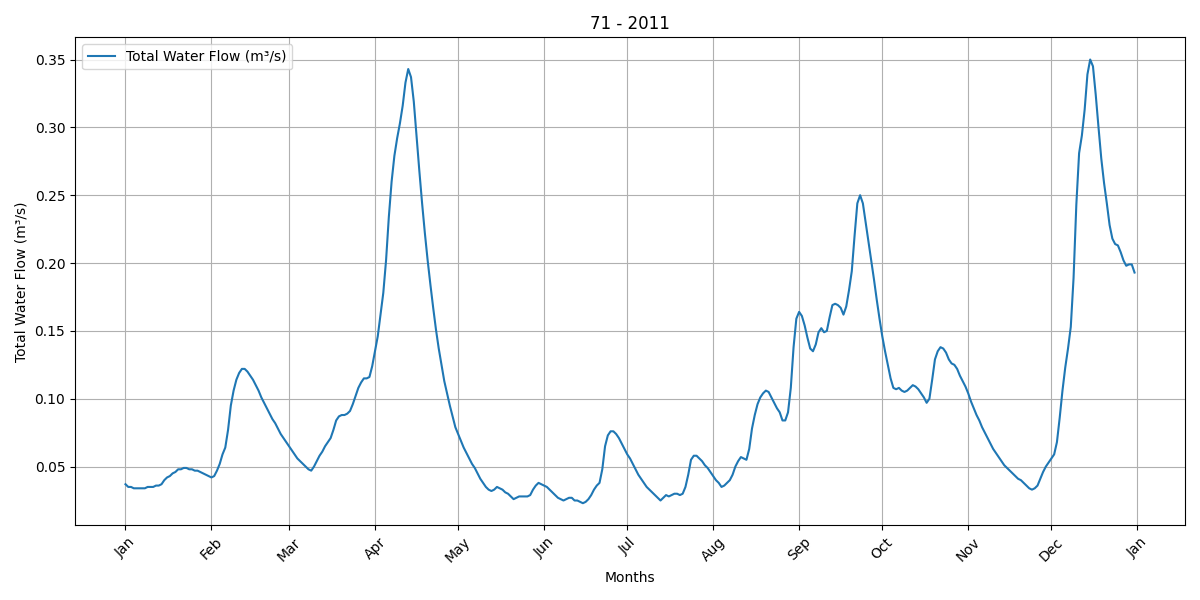 71 - 2011
Total Water Flow (m³/s)
0.35
0.30
0.25
0.20
0.15
0.10
0.05
Total Water Flow (m³/s)
Jan
Feb
Mar
Apr
May
Jun
Jul
Aug
Sep
Oct
Nov
Dec
Jan
Months